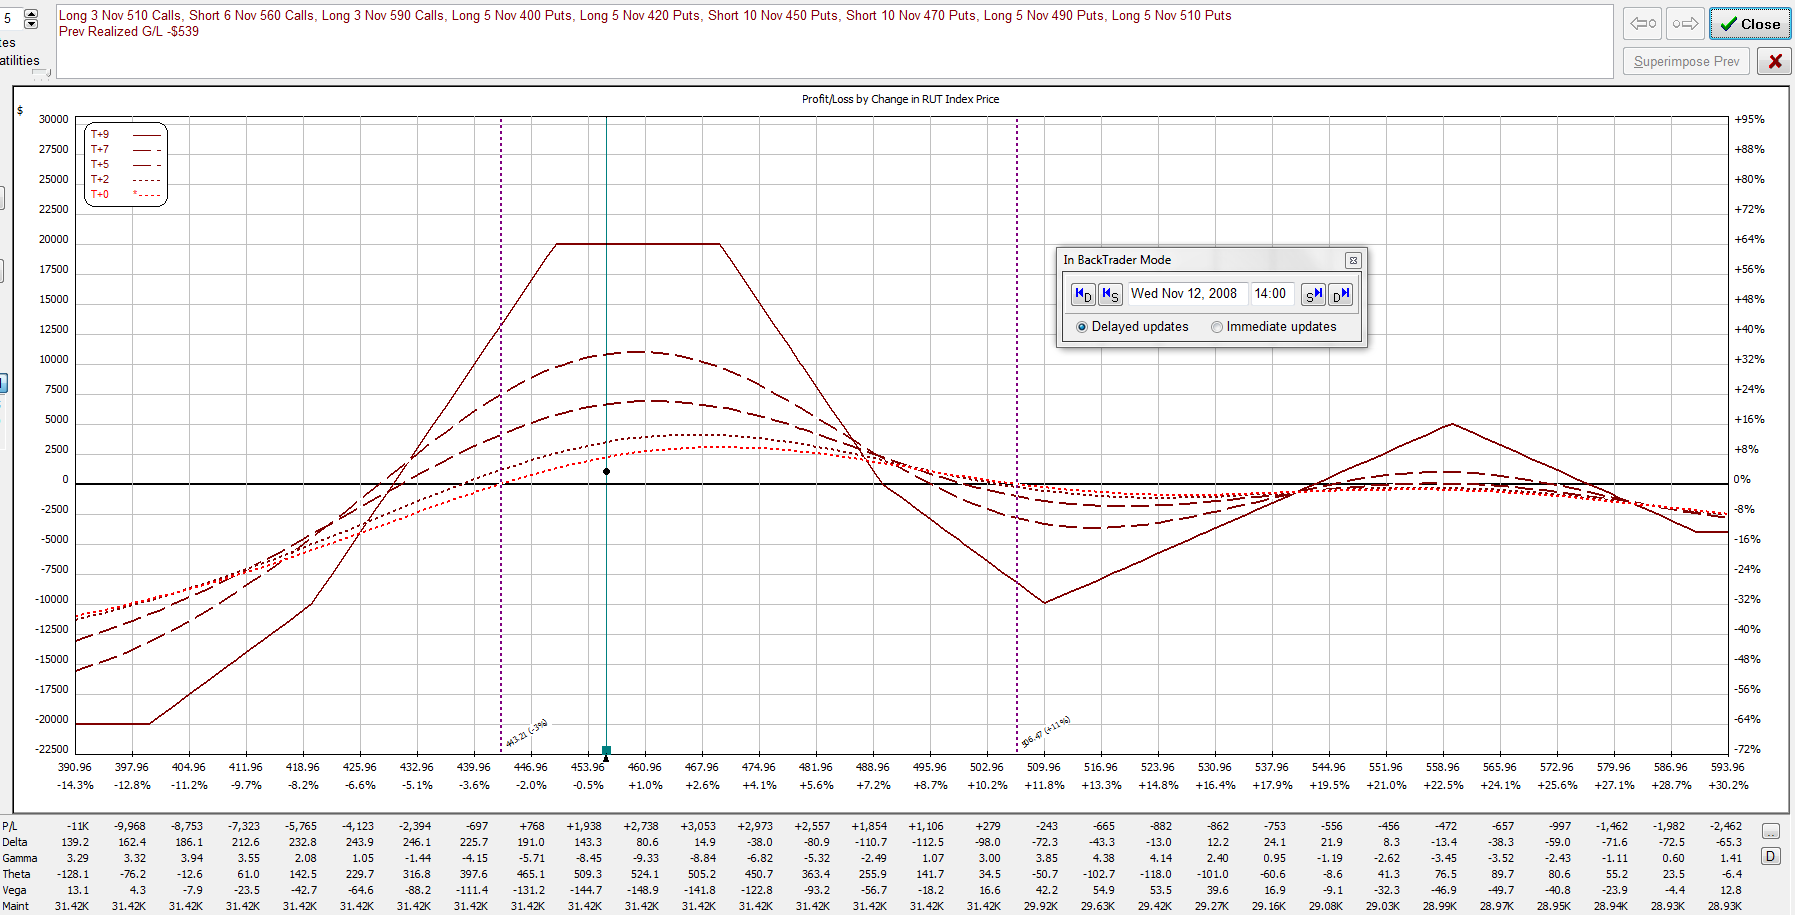 5
Long 3 Nov 510 Calls, Short 6 Nov 560 Calls, Long 3 Nov 590 Calls, Long 5 Nov 400 Puts, Long 5 Nov 420 Puts, Short 10 Nov 450 Puts, Short 10 Nov 470 Puts, Long 5 Nov 490 Puts, Long 5 Nov 510 Puts
Prev Realized G/L -$539
tes
atilities
Close
Superimpose Prev
Profit/Loss by Change in RUT Index Price
$
30000 +95%
27500 +88%
25000 +80%
22500 +72%
20000 +64%
17500 +56%
15000 +48%
12500 +40%
10000 +32%
7500 +24%
5000 +16%
2500 +8%
0 0%
-2500 -8%
-5000 -16%
-7500 -24%
-10000 -32%
-12500 -40%
-15000 -48%
-17500 -56%
-20000 -64%
-22500 -72%
T+9
T+7
T+5
T+2
T+0 *
In BackTrader Mode
D S Wed Nov 12, 2008 14:00 S D
Delayed updates Immediate updates
443.21 (-3%) 506.47 (+11%)
390.96 397.96 404.96 411.96 418.96 425.96 432.96 439.96 446.96 453.96 460.96 467.96 474.96 481.96 488.96 495.96 502.96 509.96 516.96 523.96 530.96 537.96 544.96 551.96 558.96 565.96 572.96 579.96 586.96 593.96
-14.3% -12.8% -11.2% -9.7% -8.2% -6.6% -5.1% -3.6% -2.0% -0.5% +1.0% +2.6% +4.1% +5.6% +7.2% +8.7% +10.2% +11.8% +13.3% +14.8% +16.4% +17.9% +19.5% +21.0% +22.5% +24.1% +25.6% +27.1% +28.7% +30.2%
P/L -11K -9,968 -8,753 -7,323 -5,765 -4,123 -2,394 -697 +768 +1,938 +2,738 +3,053 +2,973 +2,557 +1,854 +1,106 +279 -243 -665 -882 -862 -753 -556 -456 -472 -657 -997 -1,462 -1,982 -2,462 ...
Delta 139.2 162.4 186.1 212.6 232.8 243.9 246.1 225.7 191.0 143.3 80.6 14.9 -38.0 -80.9 -110.7 -112.5 -98.0 -72.3 -43.3 -13.0 12.2 24.1 21.9 8.3 -13.4 -38.3 -59.0 -71.6 -72.5 -65.3
Gamma 3.29 3.32 3.94 3.55 2.08 1.05 -1.44 -4.15 -5.71 -8.45 -9.33 -8.84 -6.82 -5.32 -2.49 1.07 3.00 3.85 4.38 4.14 2.40 0.95 -1.19 -2.62 -3.45 -3.52 -2.43 -1.11 0.60 1.41 D
Theta -128.1 -76.2 -12.6 61.0 142.5 229.7 316.8 397.6 465.1 509.3 524.1 505.2 450.7 363.4 255.9 141.7 34.5 -50.7 -102.7 -118.0 -101.0 -60.6 -8.6 41.3 76.5 89.7 80.6 55.2 23.5 -6.4
Vega 13.1 4.3 -7.9 -23.5 -42.7 -64.6 -88.2 -111.4 -131.2 -144.7 -148.9 -141.8 -122.8 -93.2 -56.7 -18.2 16.6 42.2 54.9 53.5 39.6 16.9 -9.1 -32.3 -46.9 -49.7 -40.8 -23.9 -4.4 12.8
Maint 31.42K 31.42K 31.42K 31.42K 31.42K 31.42K 31.42K 31.42K 31.42K 31.42K 31.42K 31.42K 31.42K 31.42K 31.42K 31.42K 31.42K 29.92K 29.63K 29.42K 29.27K 29.16K 29.08K 29.03K 28.99K 28.97K 28.95K 28.94K 28.93K 28.93K